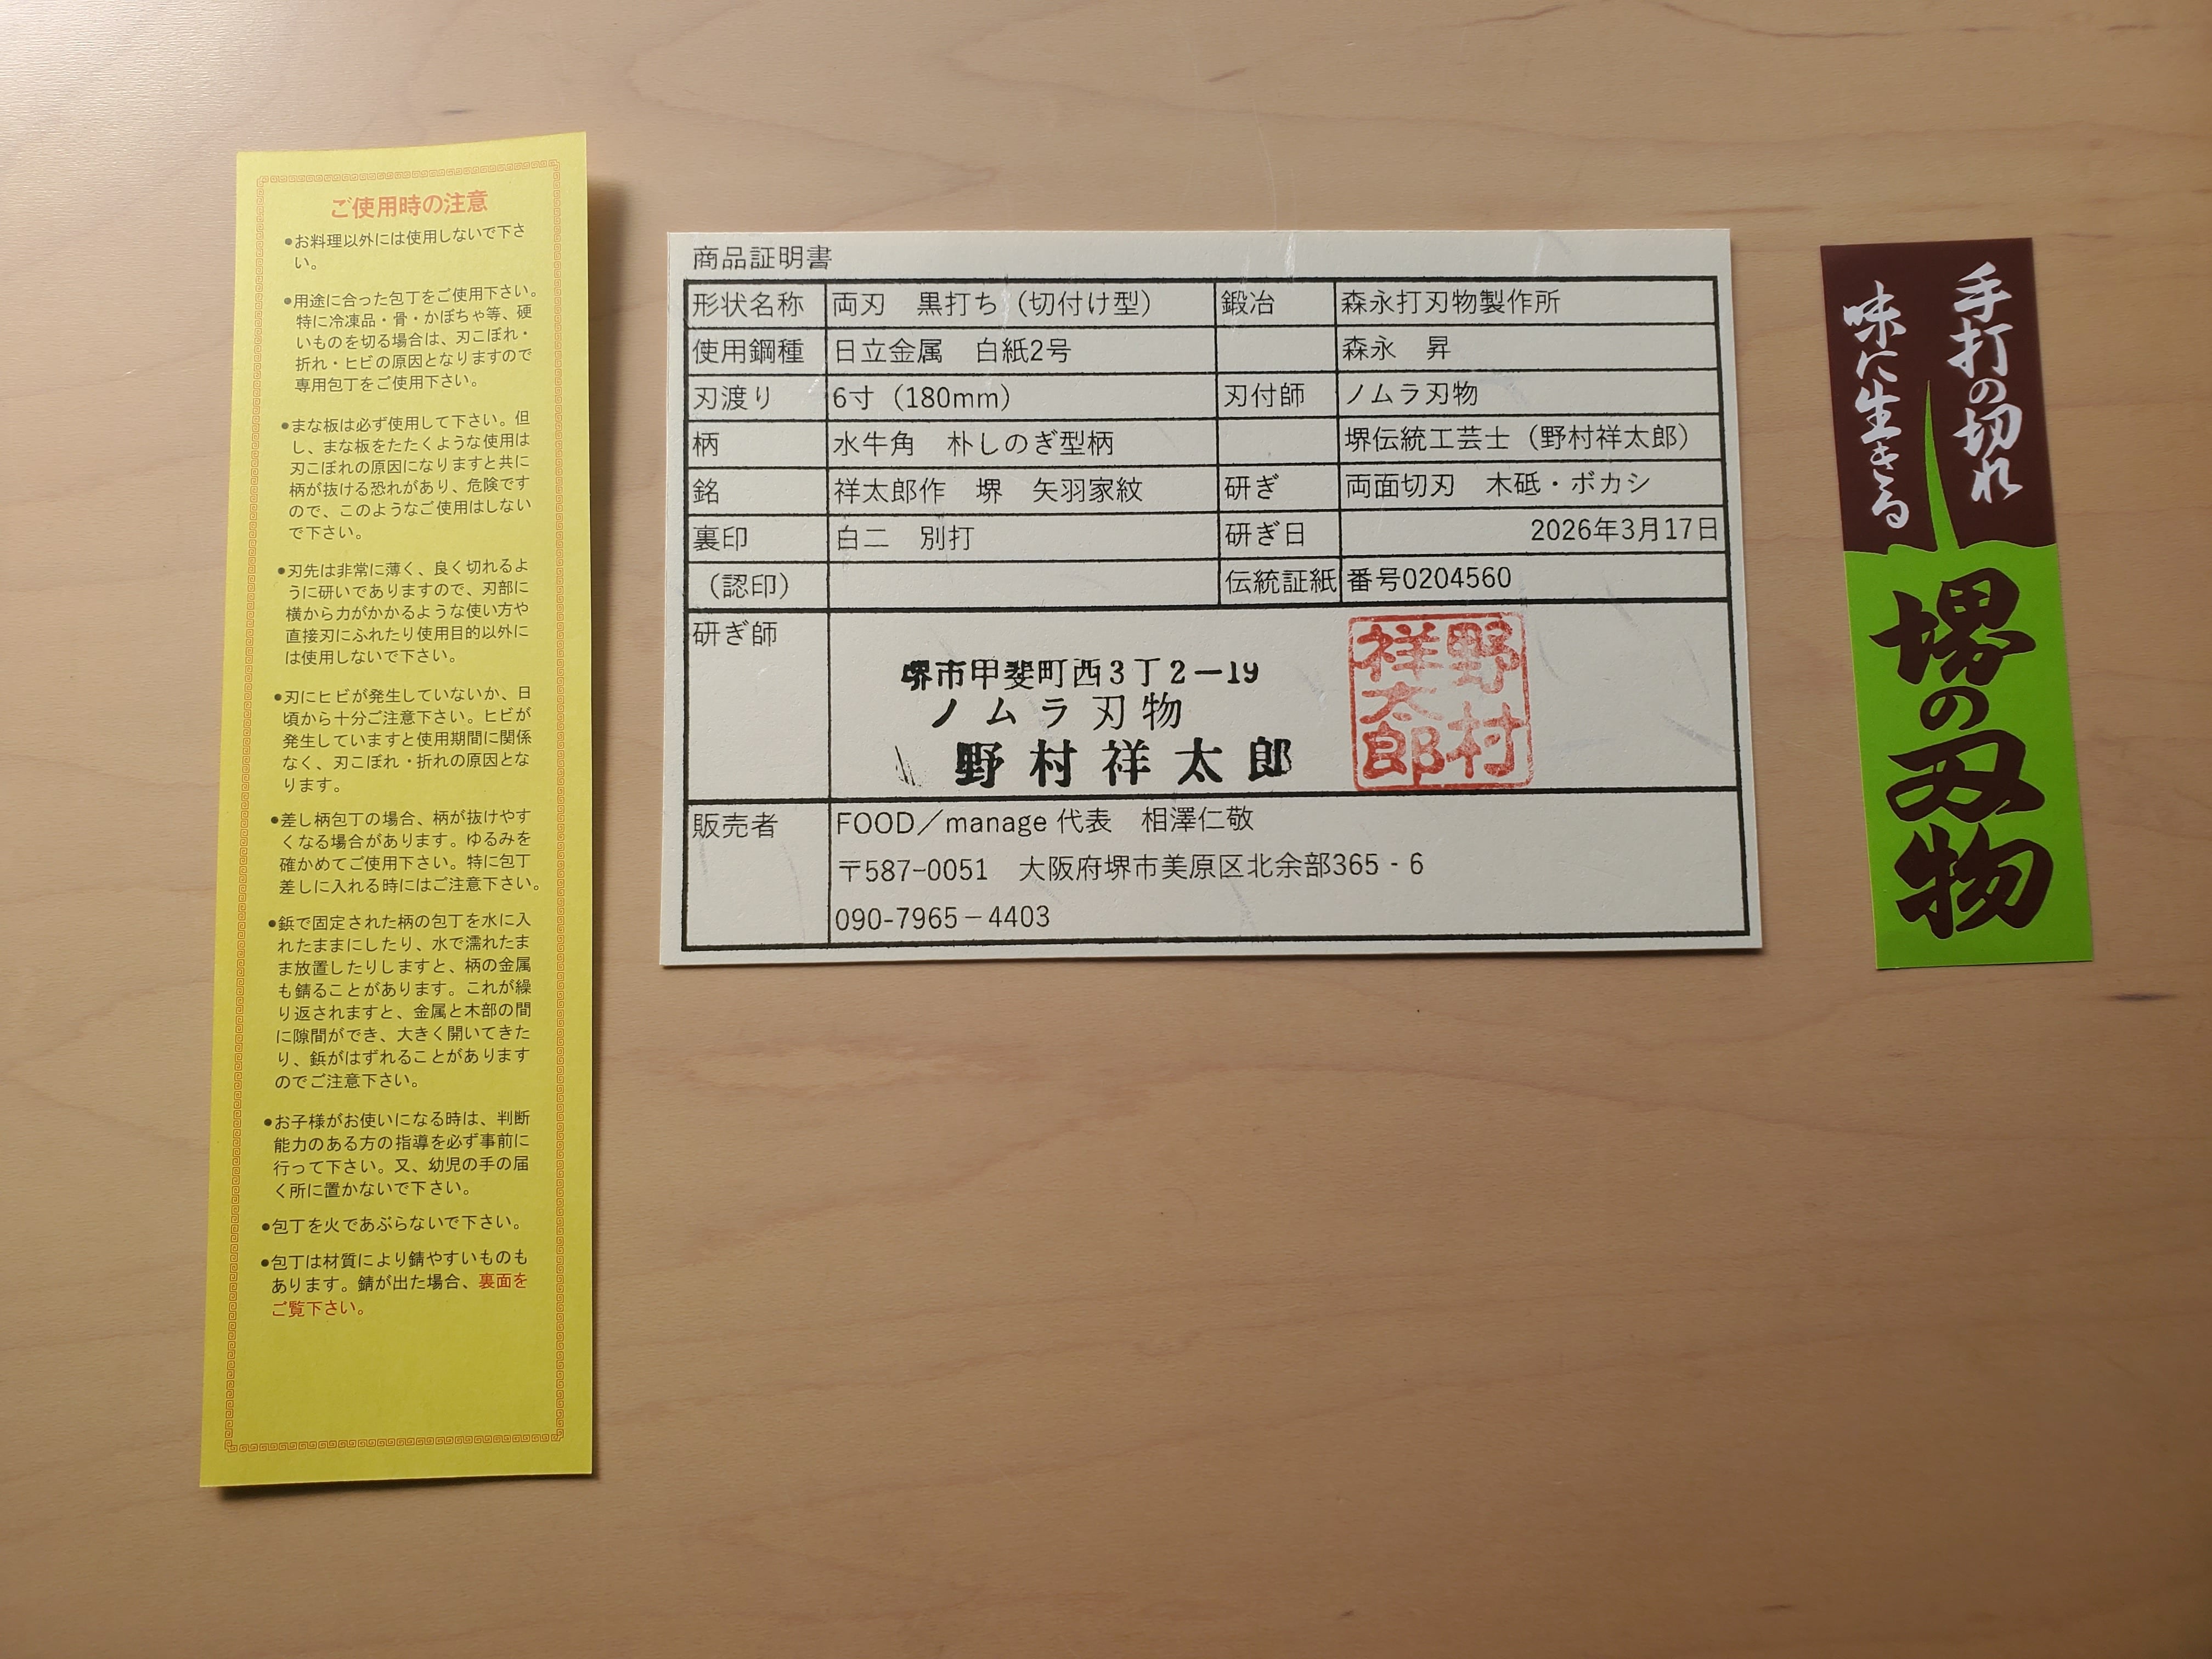 ご使用時の注意
●お料理以外には使用しないで下さ
い。
●用途に合った包丁をご使用下さい。
特に冷凍品・骨・かぼちゃ等、硬
いものを切る場合は、刃こぼれ・
折れ・ヒビの原因となりますので
専用包丁をご使用下さい。
●まな板は必ず使用して下さい。但
し、まな板をたたくような使用は
刃こぼれの原因になりますと共に
柄が抜ける恐れがあり、危険です
ので、このようなご使用はしない
で下さい。
●刃先は非常に薄く、良く切れるよ
うに研いでありますので、刃部に
横から力がかかるような使い方や
直接刃にふれたり使用目的以外に
は使用しないで下さい。
●刃にヒビが発生していないか、日
頃から十分ご注意下さい。ヒビが
発生していますと使用期間に関係
なく、刃こぼれ・折れの原因とな
ります。
●差し柄包丁の場合、柄が抜けやす
くなる場合があります。ゆるみを
確かめてご使用下さい。特に包丁
差しに入れる時にはご注意下さい。
●鋲で固定された柄の包丁を水に入
れたままにしたり、水で濡れたま
ま放置したりしますと、柄の金属
も錆ることがあります。これが繰
り返されますと、金属と木部の間
に隙間ができ、大きく開いてきた
り、鋲がはずれることがあります
のでご注意下さい。
●お子様がお使いになる時は、判断
能力のある方の指導を必ず事前に
行って下さい。又、幼児の手の届
く所に置かないで下さい。
●包丁を火であぶらないで下さい。
●包丁は材質により錆やすいものも
あります。錆が出た場合、裏面を
ご覧下さい。
商品証明書
形状名称 両刃 黒打ち（切付け型） 鍛冶 森永打刃物製作所
使用鋼種 日立金属 白紙2号 森永 昇
刃渡り 6寸（180mm） 刃付師 ノムラ刃物
柄 水牛角 朴しのぎ型柄 堺伝統工芸士（野村祥太郎）
銘 祥太郎作 堺 矢羽家紋 研ぎ 両面切刃 木砥・ボカシ
裏印 白二 別打 研ぎ日 2026年3月17日
（認印） 伝統証紙 番号0204560
研ぎ師
堺市甲斐町西3丁2－19
ノムラ刃物
野村祥太郎
野村
祥太郎
販売者 FOOD／manage 代表 相澤仁敬
〒587-0051 大阪府堺市美原区北余部365‐6
090-7965－4403
手打の切れ
味に生きる
堺の刃物